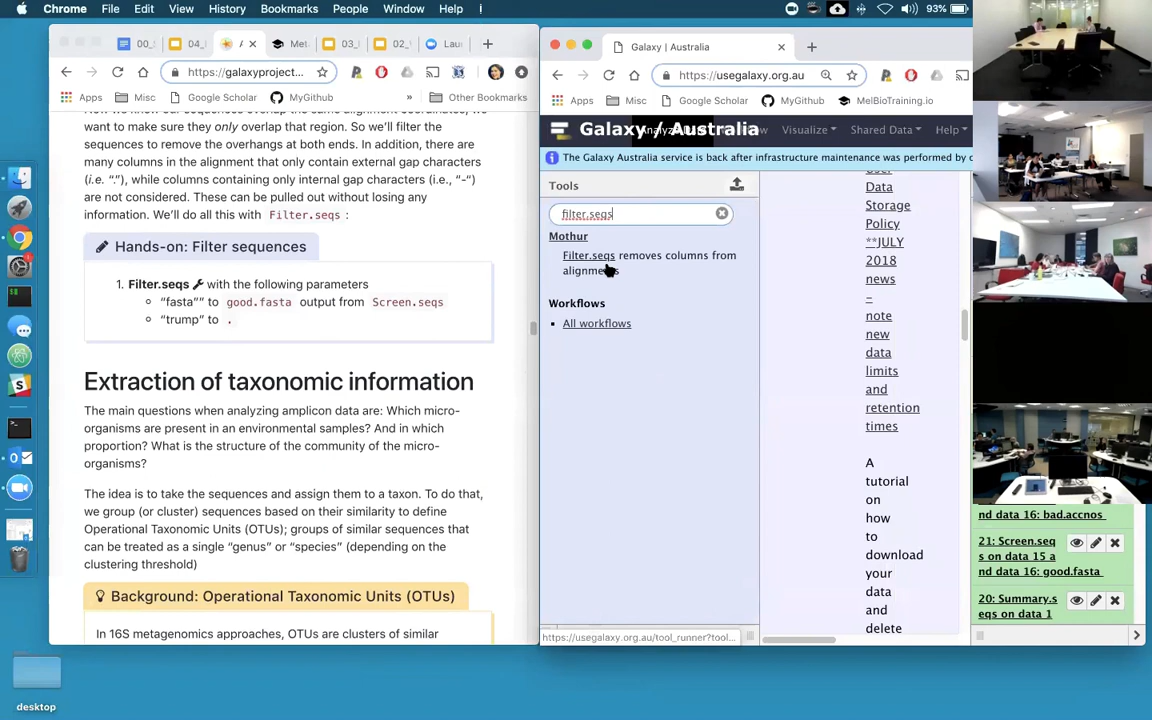 Chrome File Edit View History Bookmarks People Window Help
93%
00_
04_
A
Met
03_
02_
Lau
https://galaxyproject...
Apps Misc Google Scholar MyGithub » Other Bookmarks
want to make sure they only overlap that region. So we'll filter the
sequences to remove the overhangs at both ends. In addition, there are
many columns in the alignment that only contain external gap characters
(i.e. "."), while columns containing only internal gap characters (i.e., "-")
are not considered. These can be pulled out without losing any
information. We'll do all this with Filter.seqs :
Hands-on: Filter sequences
1. Filter.seqs with the following parameters
"fasta"" to good.fasta output from Screen.seqs
"trump" to .
Extraction of taxonomic information
The main questions when analyzing amplicon data are: Which micro-
organisms are present in an environmental samples? And in which
proportion? What is the structure of the community of the micro-
organisms?
The idea is to take the sequences and assign them to a taxon. To do that,
we group (or cluster) sequences based on their similarity to define
Operational Taxonomic Units (OTUs); groups of similar sequences that
can be treated as a single "genus" or "species" (depending on the
clustering threshold)
Background: Operational Taxonomic Units (OTUs)
In 16S metagenomics approaches, OTUs are clusters of similar
Galaxy | Australia
https://usegalaxy.org.au
Apps Misc Google Scholar MyGithub MelBioTraining.io
Galaxy / Australia Visualize Shared Data Help
The Galaxy Australia service is back after infrastructure maintenance was performed by
Tools
filter.seqs
Mothur
Filter.seqs removes columns from
Workflows
All workflows
https://usegalaxy.org.au/tool_runner?tool...
User
Data
Storage
Policy
**JULY
2018
news
–
note
new
data
limits
and
retention
times
A
tutorial
on
how
to
download
your
data
and
delete
nd data 16: bad.accnos
21: Screen.seq
s on data 15 a
nd data 16: good.fasta
20: Summary.s
eqs on data 1
desktop